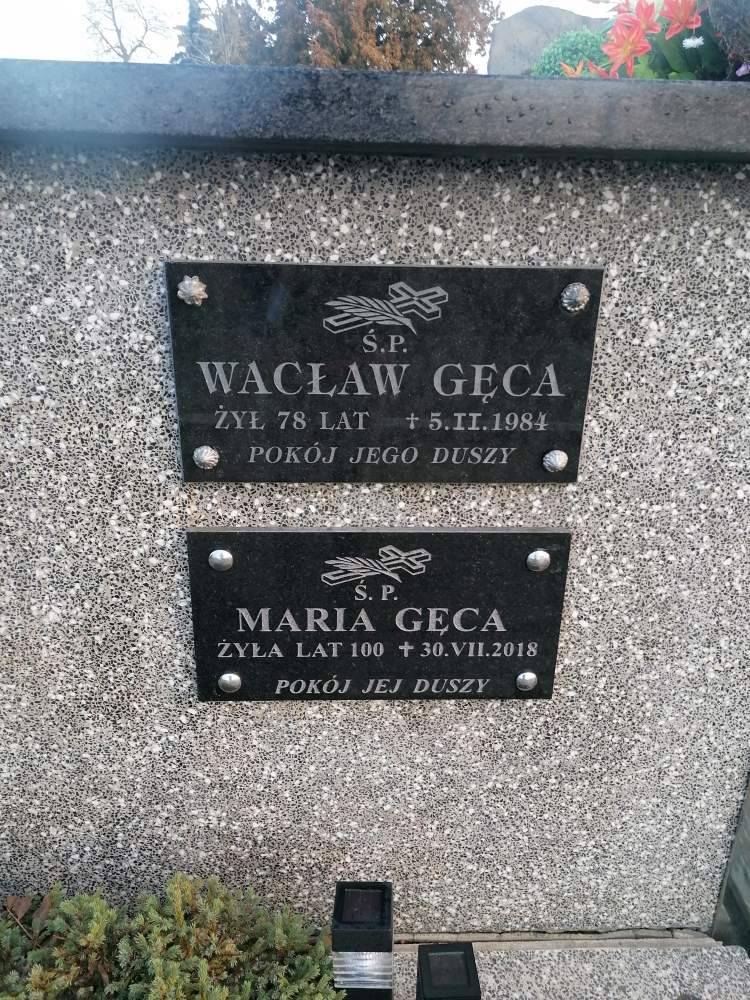 Ś.P.
WACŁAW GĘCA
ŻYŁ 78 LAT ✝ 5.II.1984
POKÓJ JEGO DUSZY
Ś. P.
MARIA GĘCA
ŻYŁA LAT 100 ✝ 30.VII.2018
POKÓJ JEJ DUSZY